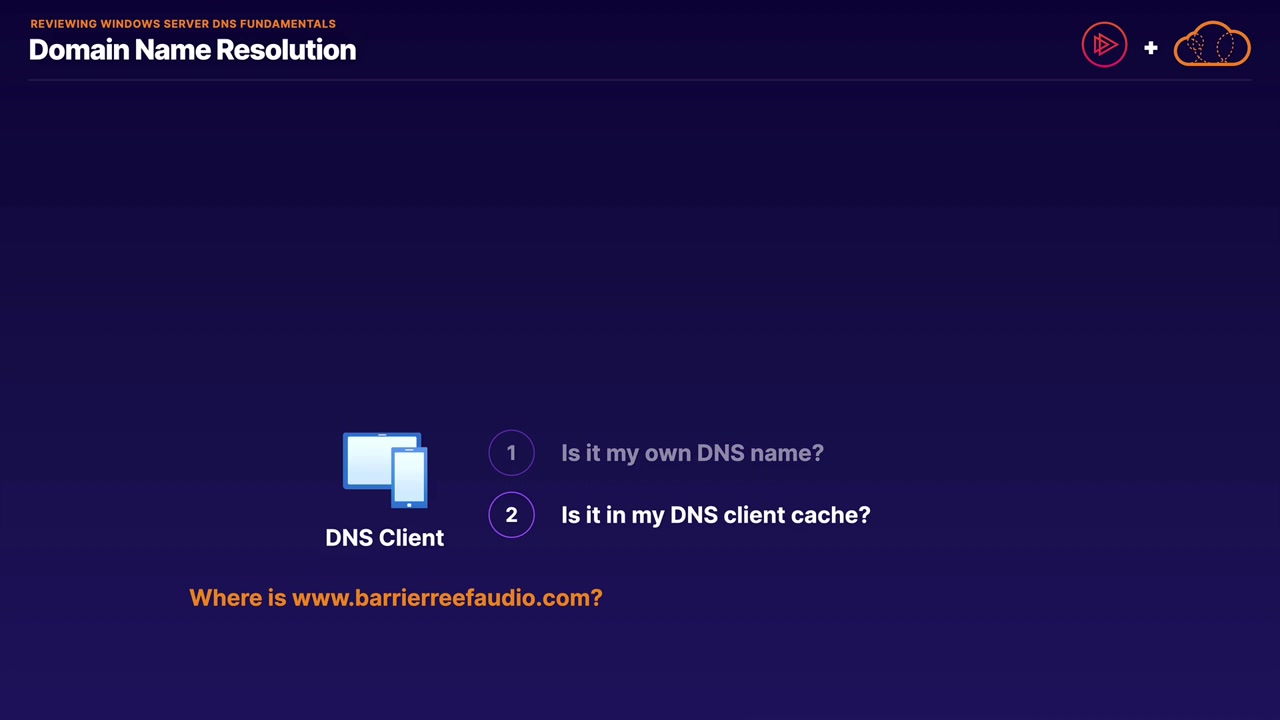 REVIEWING WINDOWS SERVER DNS FUNDAMENTALS
Domain Name Resolution
1 Is it my own DNS name?
2 Is it in my DNS client cache?
DNS Client
Where is www.barrierreefaudio.com?